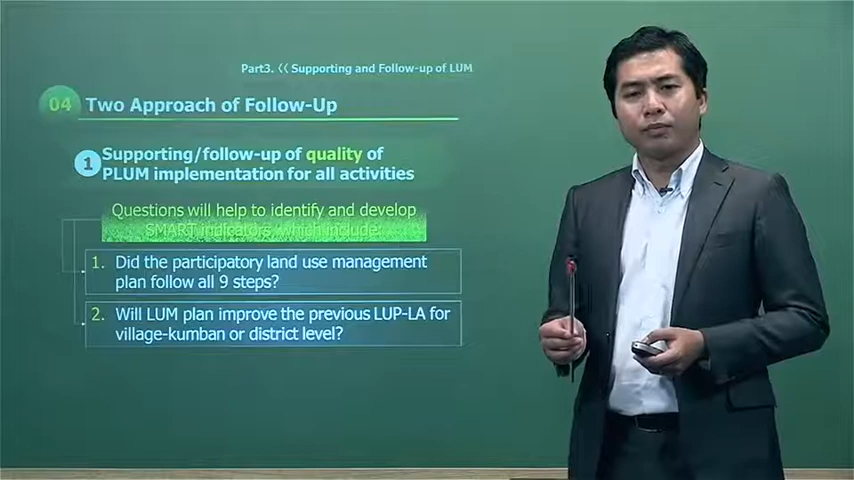 Part3. 《 Supporting and Follow-up of LUM
04 Two Approach of Follow-Up
1 Supporting/follow-up of quality of
PLUM implementation for all activities
Questions will help to identify and develop
SMART indicators, which include:
1. Did the participatory land use management
plan follow all 9 steps?
2. Will LUM plan improve the previous LUP-LA for
village-kumban or district level?